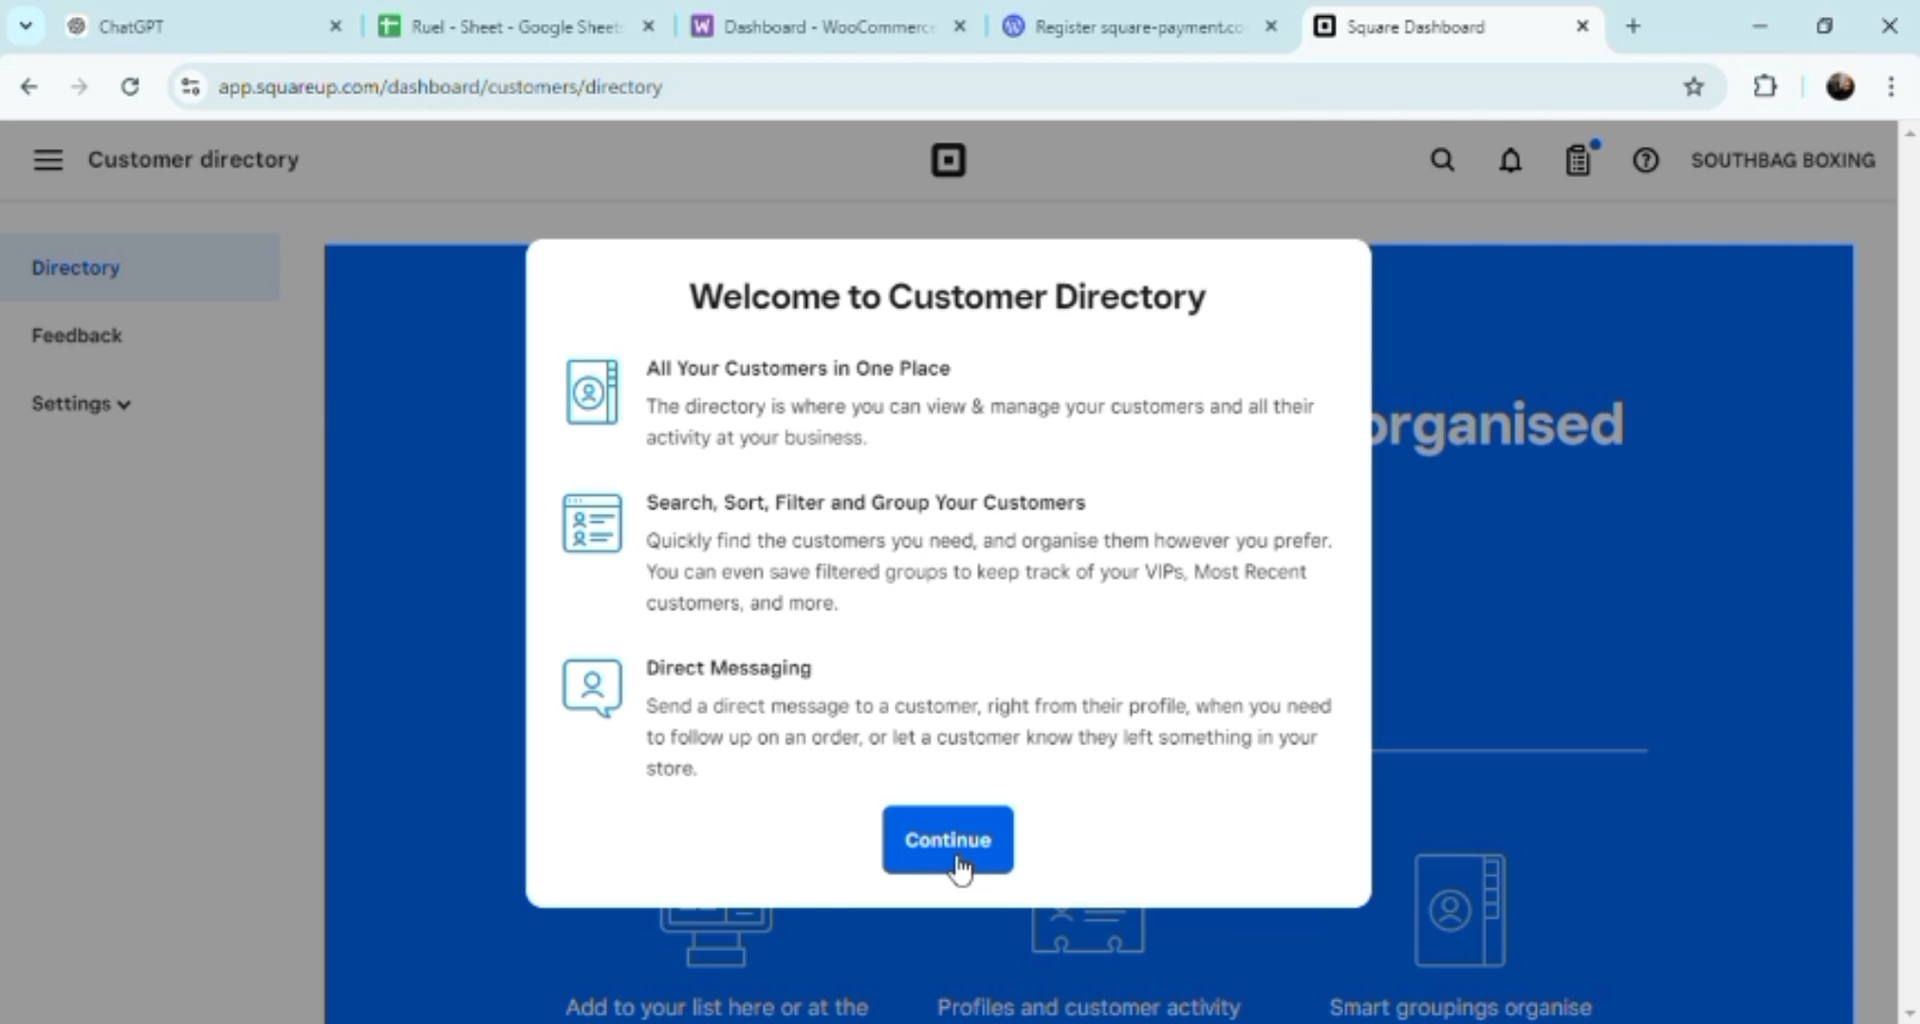 ChatGPT
Ruel - Sheet - Google Sheet
Dashboard - WooCommerce
Register square-payment.co
Square Dashboard
app.squareup.com/dashboard/customers/directory
Customer directory
SOUTHBAG BOXING
Directory
Feedback
Settings
organised
Welcome to Customer Directory
All Your Customers in One Place
The directory is where you can view & manage your customers and all their
activity at your business.
Search, Sort, Filter and Group Your Customers
Quickly find the customers you need, and organise them however you prefer.
You can even save filtered groups to keep track of your VIPs, Most Recent
customers, and more.
Direct Messaging
Send a direct message to a customer, right from their profile, when you need
to follow up on an order, or let a customer know they left something in your
store.
Continue
Add to your list here or at the
Profiles and customer activity
Smart groupings organise